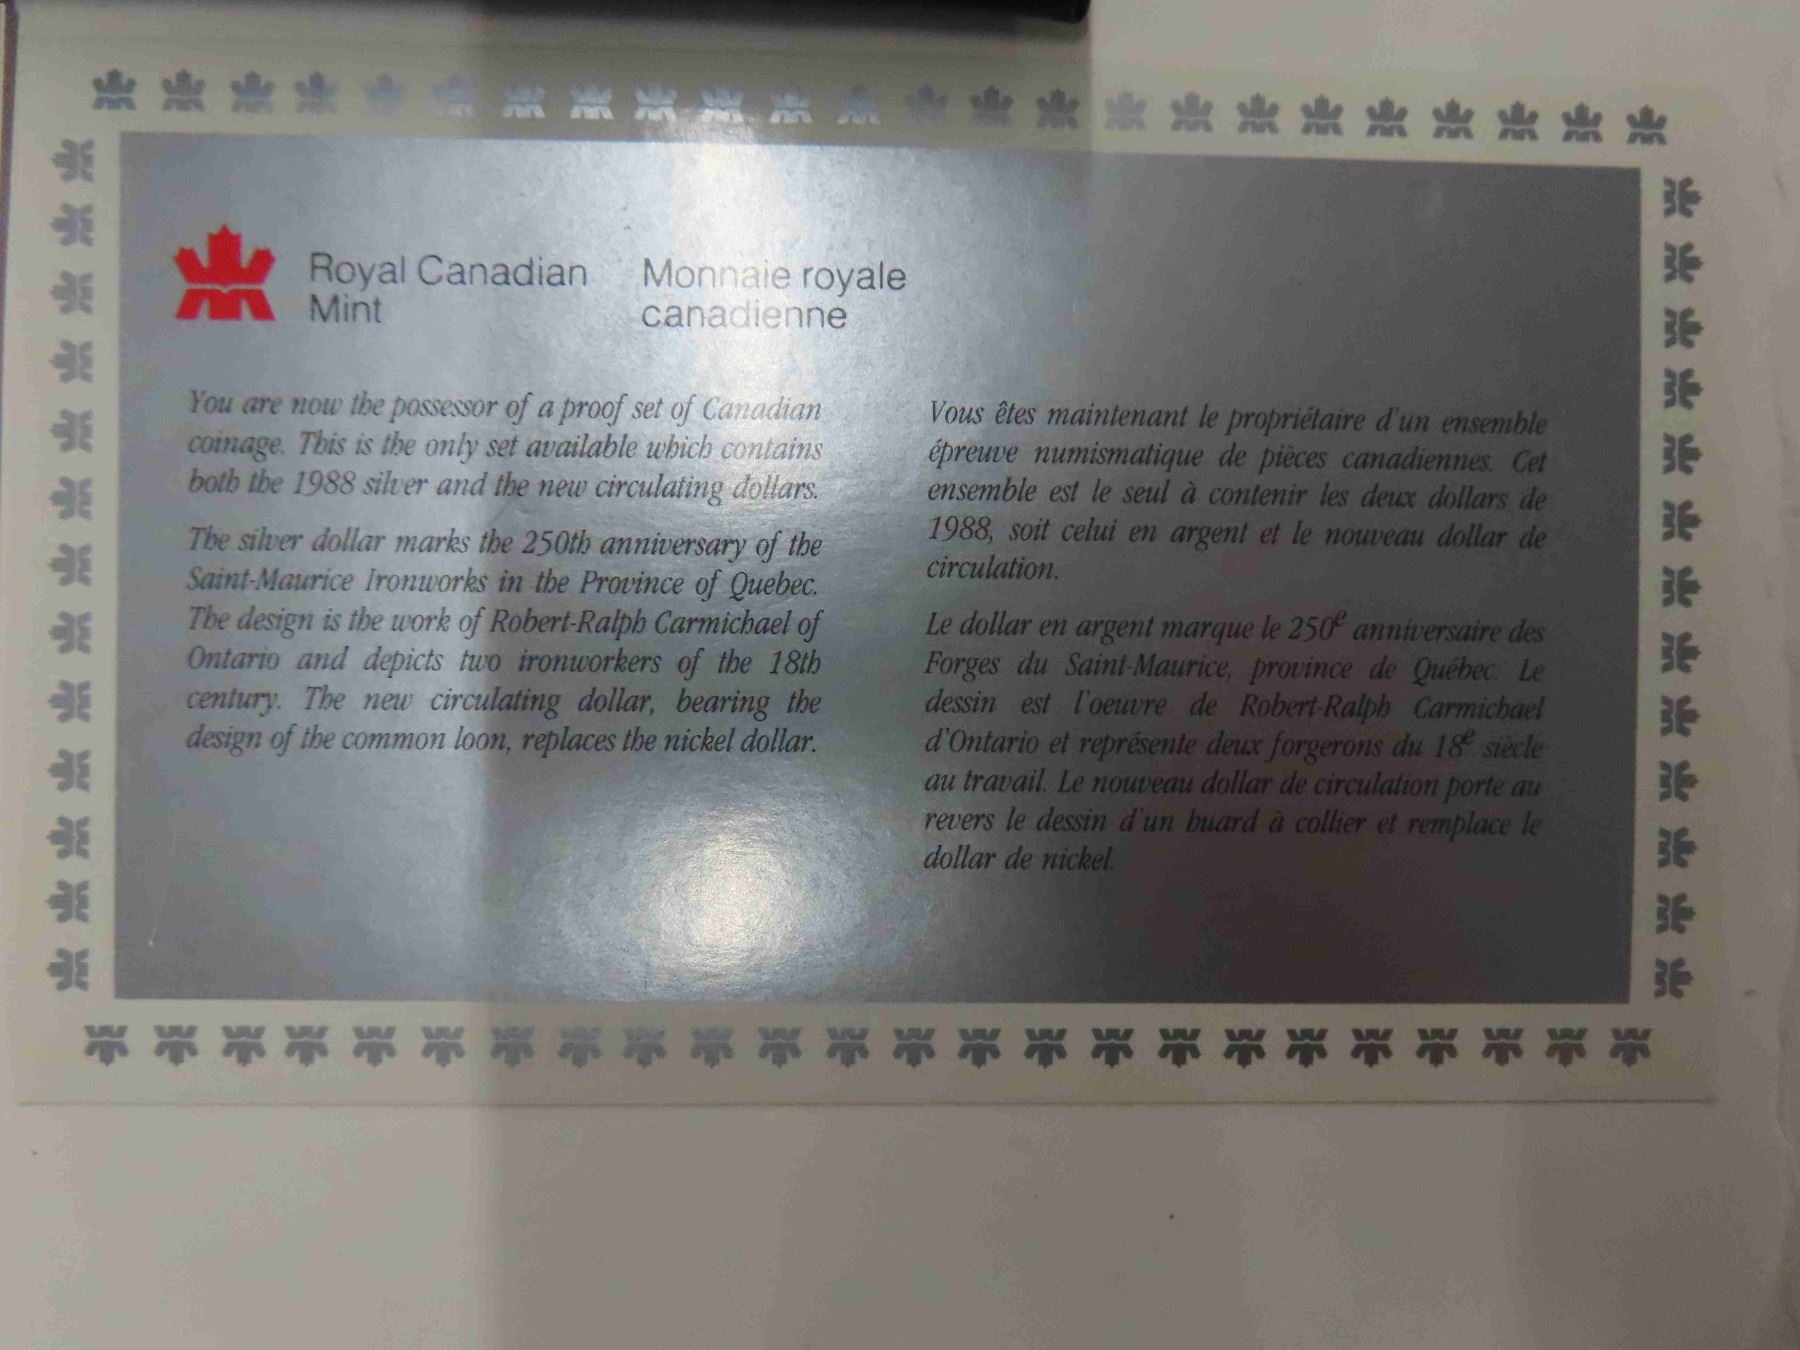 Royal Canadian
Mint
Monnaie royale
canadienne
You are now the possessor of a proof set of Canadian
coinage. This is the only set available which contains
both the 1988 silver and the new circulating dollars.
The silver dollar marks the 250th anniversary of the
Saint-Maurice Ironworks in the Province of Quebec.
The design is the work of Robert-Ralph Carmichael of
Ontario and depicts two ironworkers of the 18th
century. The new circulating dollar, bearing the
design of the common loon, replaces the nickel dollar.
Vous êtes maintenant le propriétaire d'un ensemble
épreuve numismatique de pièces canadiennes. Cet
ensemble est le seul à contenir les deux dollars de
1988, soit celui en argent et le nouveau dollar de
circulation.
Le dollar en argent marque le 250e anniversaire des
Forges du Saint-Maurice, province de Québec. Le
dessin est l'oeuvre de Robert-Ralph Carmichael
d'Ontario et représente deux forgerons du 18e siècle
au travail. Le nouveau dollar de circulation porte au
revers le dessin d'un huard à collier et remplace le
dollar de nickel.